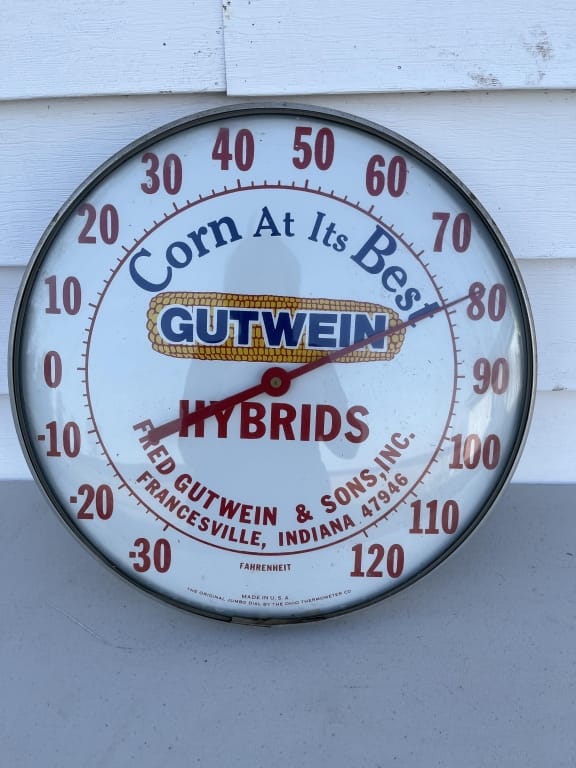 Corn At Its Best
GUTWEIN
HYBRIDS
FRED GUTWEIN & SONS, INC.
FRANCESVILLE, INDIANA 47946
-30
-20
-10
0
10
20
30
40
50
60
70
80
90
100
110
120
FAHRENHEIT
MADE IN U.S.A.
THE ORIGINAL JUMBO DIAL BY THE OHIO THERMOMETER CO